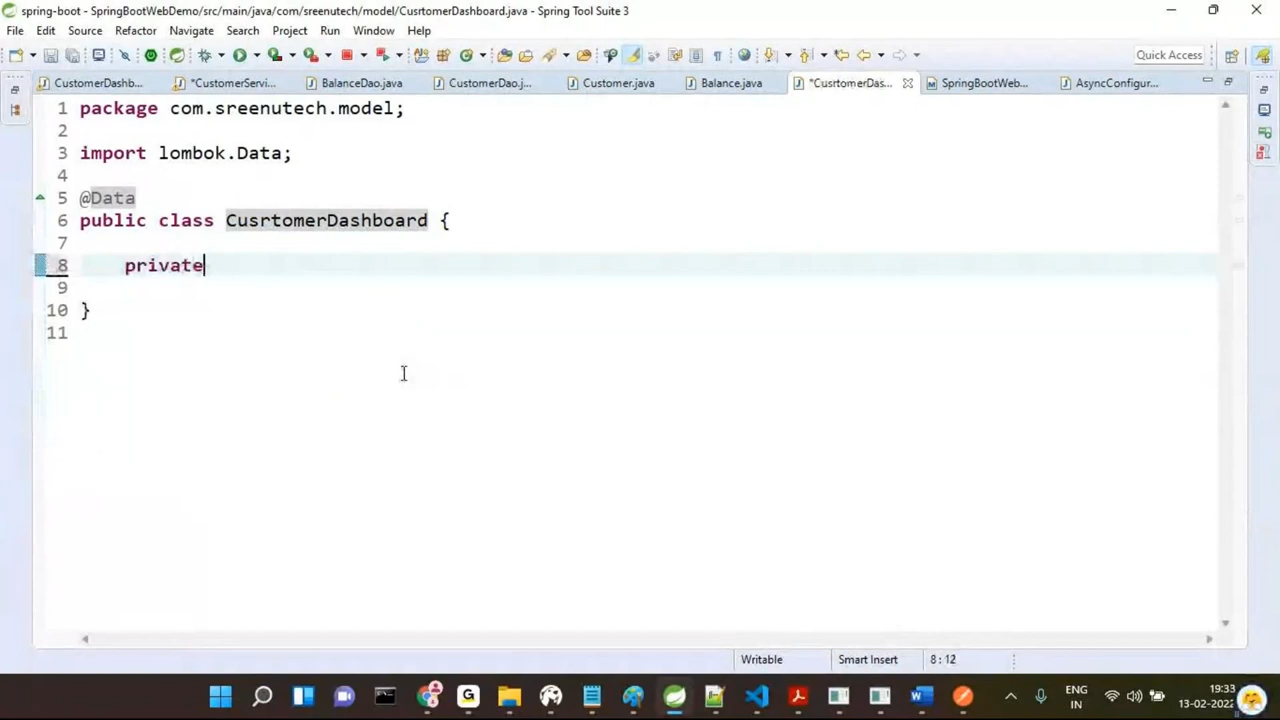 spring-boot - SpringBootWebDemo/src/main/java/com/sreenutech/model/CusrtomerDashboard.java - Spring Tool Suite 3
File Edit Source Refactor Navigate Search Project Run Window Help
Quick Access
CustomerDashb... *CustomerServi... BalanceDao.java CustomerDao.j... Customer.java Balance.java *CusrtomerDas... SpringBootWeb... AsyncConfigur...
1 package com.sreenutech.model;
2
3 import lombok.Data;
4
5 @Data
6 public class CusrtomerDashboard {
7
8 private
9
10 }
11
Writable Smart Insert 8 : 12
ENG 19:33
IN 13-02-2022